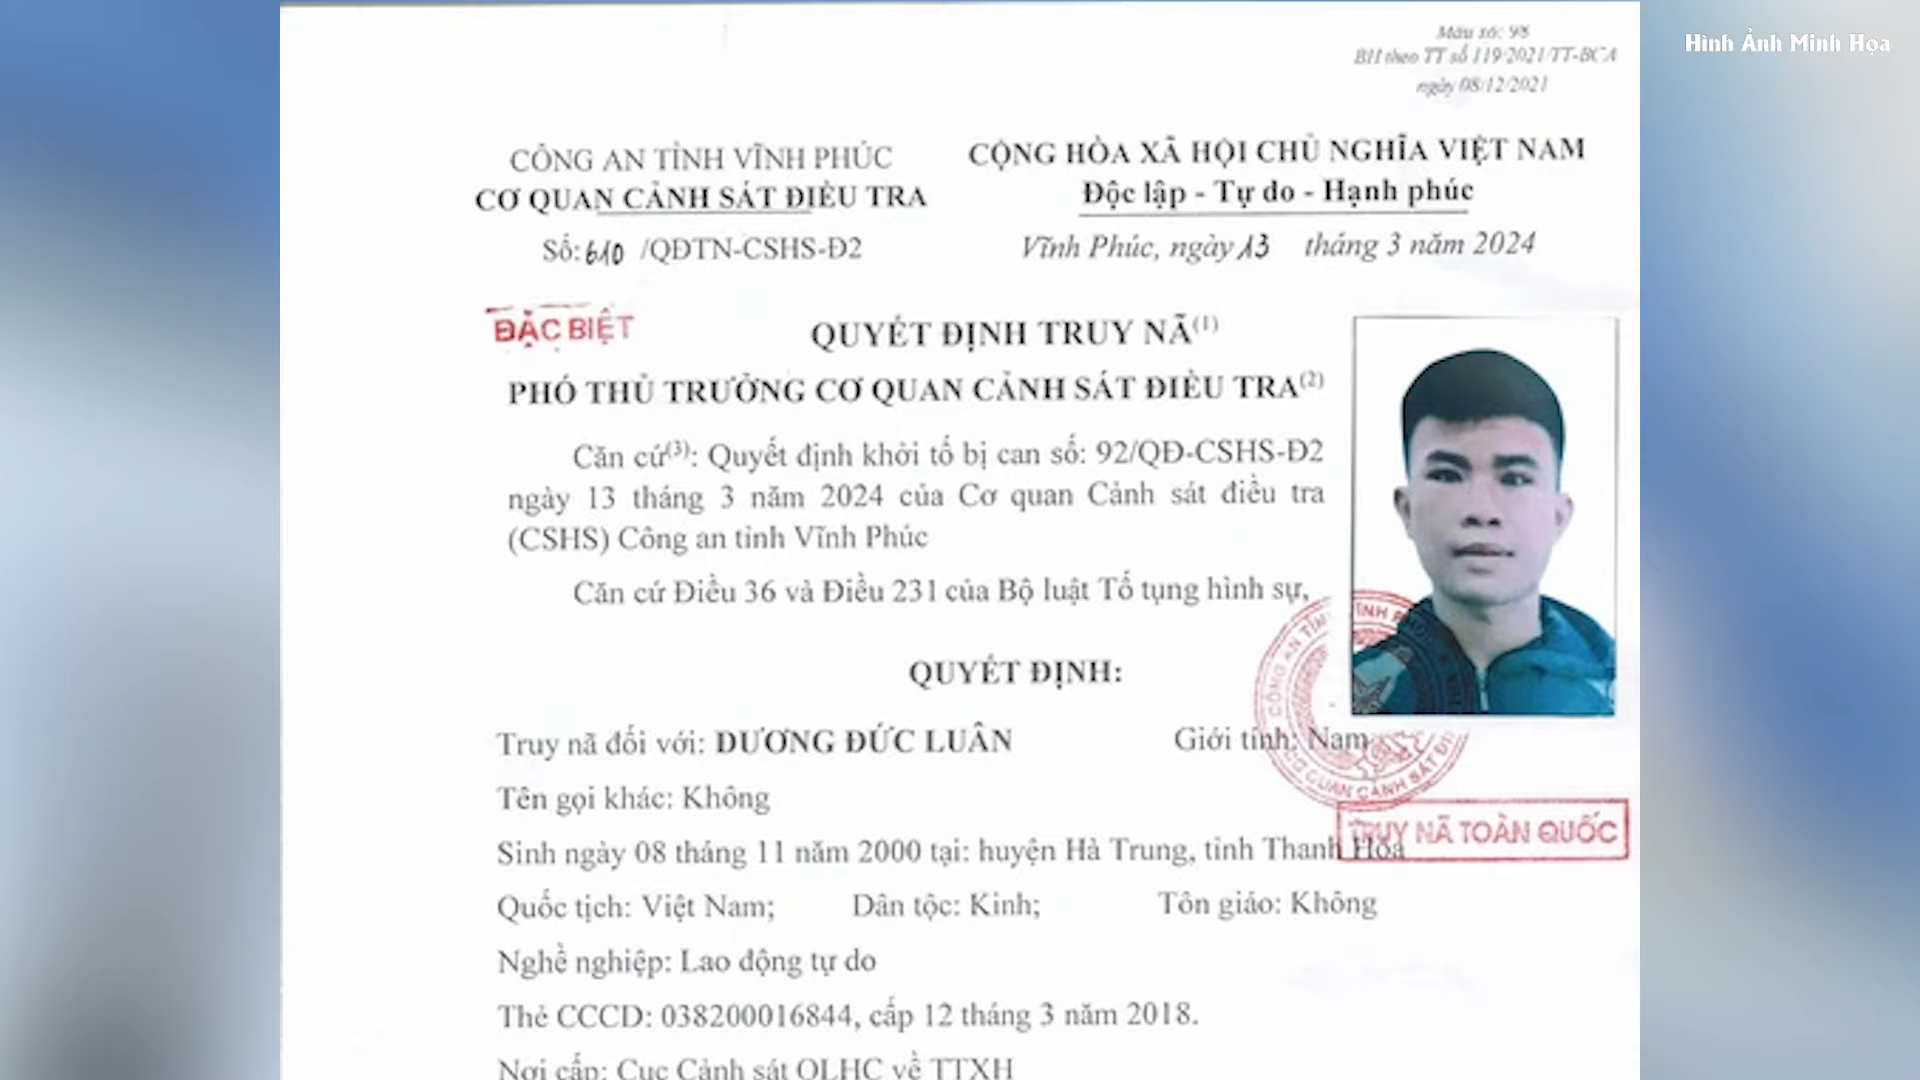 Hình Ảnh Minh Họa
Mẫu số: 98
BH theo TT số 119/2021/TT-BCA
ngày 08/12/2021
CÔNG AN TỈNH VĨNH PHÚC
CƠ QUAN CẢNH SÁT ĐIỀU TRA
Số: 610 /QĐTN-CSHS-Đ2
CỘNG HÒA XÃ HỘI CHỦ NGHĨA VIỆT NAM
Độc lập - Tự do - Hạnh phúc
Vĩnh Phúc, ngày 13 tháng 3 năm 2024
ĐẶC BIỆT
QUYẾT ĐỊNH TRUY NÃ(1)
PHÓ THỦ TRƯỞNG CƠ QUAN CẢNH SÁT ĐIỀU TRA(2)
Căn cứ(3): Quyết định khởi tố bị can số: 92/QĐ-CSHS-Đ2
ngày 13 tháng 3 năm 2024 của Cơ quan Cảnh sát điều tra
(CSHS) Công an tỉnh Vĩnh Phúc
Căn cứ Điều 36 và Điều 231 của Bộ luật Tố tụng hình sự,
QUYẾT ĐỊNH:
Truy nã đối với: DƯƠNG ĐỨC LUÂN Giới tính: Nam
Tên gọi khác: Không
TRUY NÃ TOÀN QUỐC
Sinh ngày 08 tháng 11 năm 2000 tại: huyện Hà Trung, tỉnh Thanh Hóa
Quốc tịch: Việt Nam; Dân tộc: Kinh; Tôn giáo: Không
Nghề nghiệp: Lao động tự do
Thẻ CCCD: 038200016844, cấp 12 tháng 3 năm 2018.
Nơi cấp: Cục Cảnh sát QLHC về TTXH